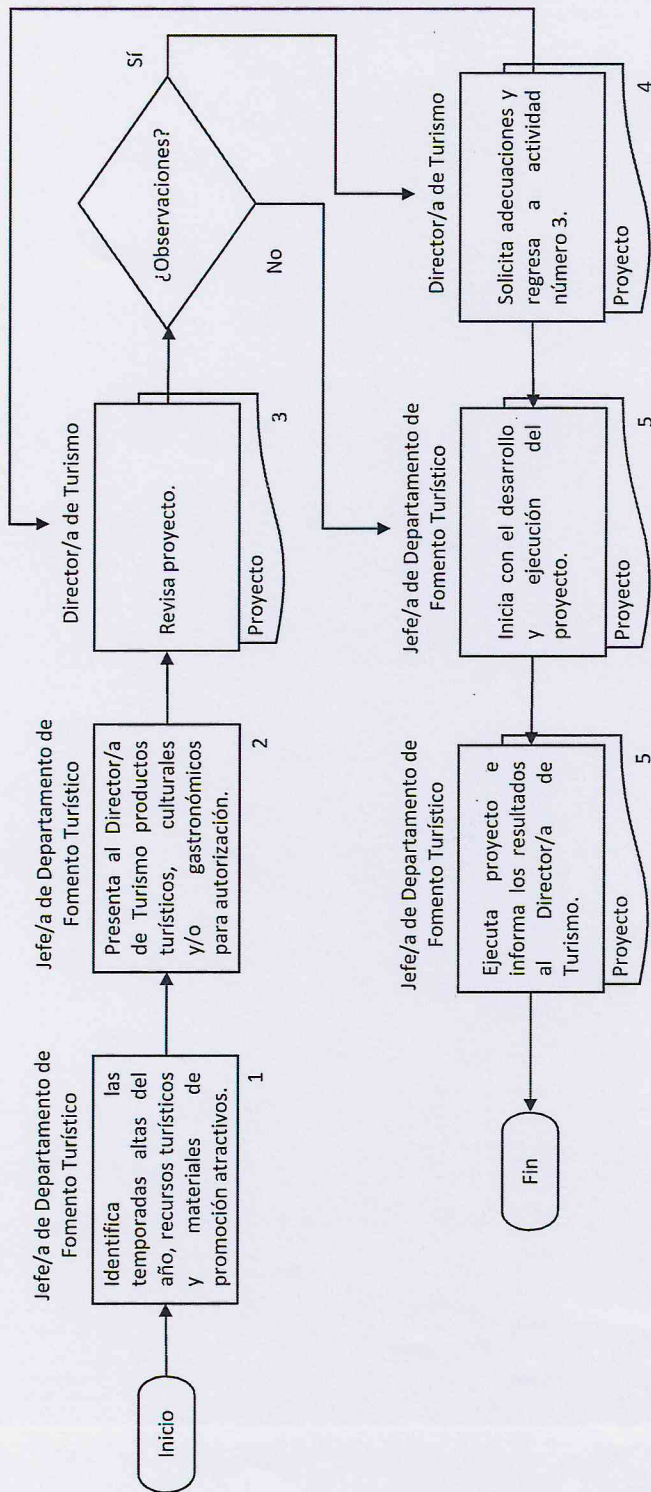 Inicio
Jefe/a de Departamento de
Fomento Turístico
Identifica las
temporadas altas del
año, recursos turísticos
y materiales de
promoción atractivos.
1
Jefe/a de Departamento de
Fomento Turístico
Presenta al Director/a
de Turismo productos
turísticos, culturales
y/o gastronómicos
para autorización.
2
Director/a de Turismo
Revisa proyecto.
Proyecto
3
¿Observaciones?
Sí
No
Director/a de Turismo
Solicita adecuaciones y
regresa a actividad
número 3.
Proyecto
4
Jefe/a de Departamento de
Fomento Turístico
Inicia con el desarrollo
y ejecución del
proyecto.
Proyecto
5
Jefe/a de Departamento de
Fomento Turístico
Ejecuta proyecto e
informa los resultados
al Director/a de
Turismo.
Proyecto
5
Fin